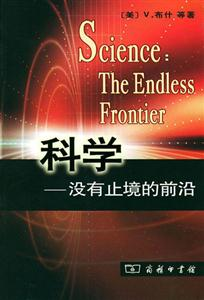 [美] V. 布什 等著
Science:
The Endless
Frontier
科学
——没有止境的前沿
商务印书馆